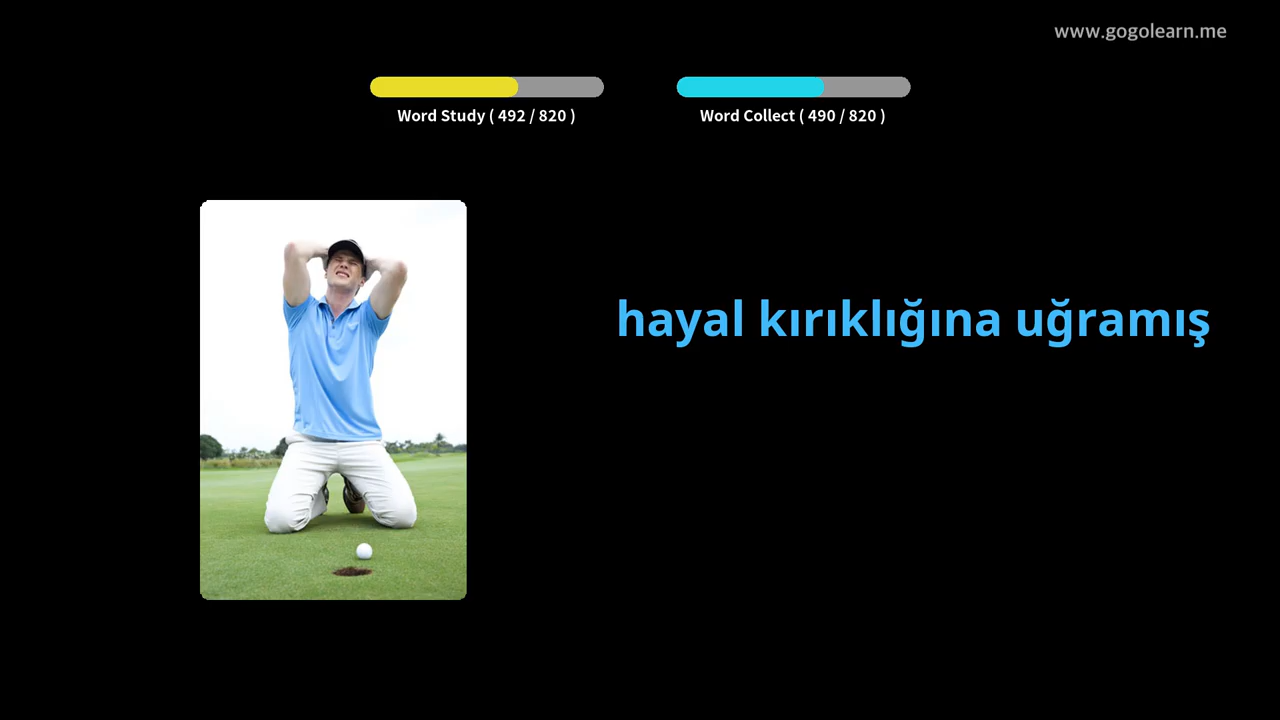 www.gogolearn.me
Word Study ( 492 / 820 )
Word Collect ( 490 / 820 )
hayal kırıklığına uğramış